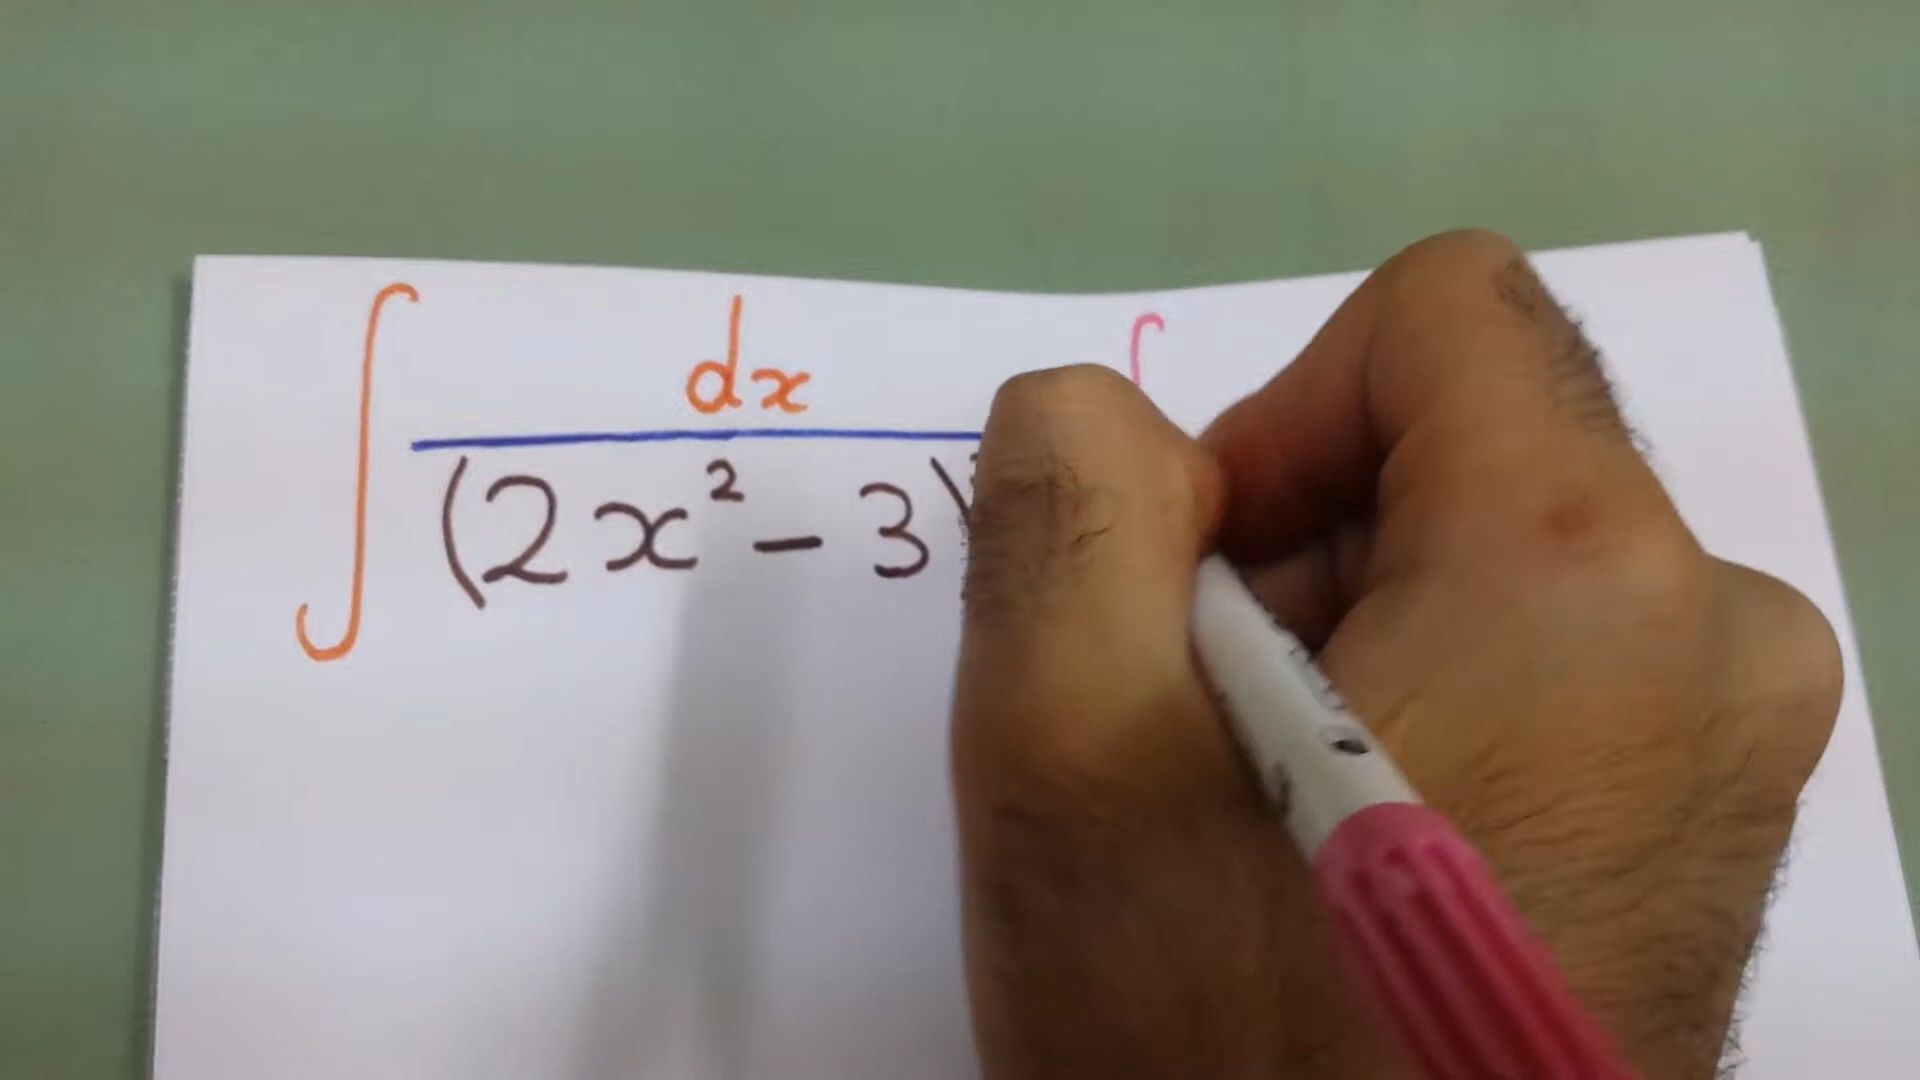 ∫ dx
(2x² - 3) ∫